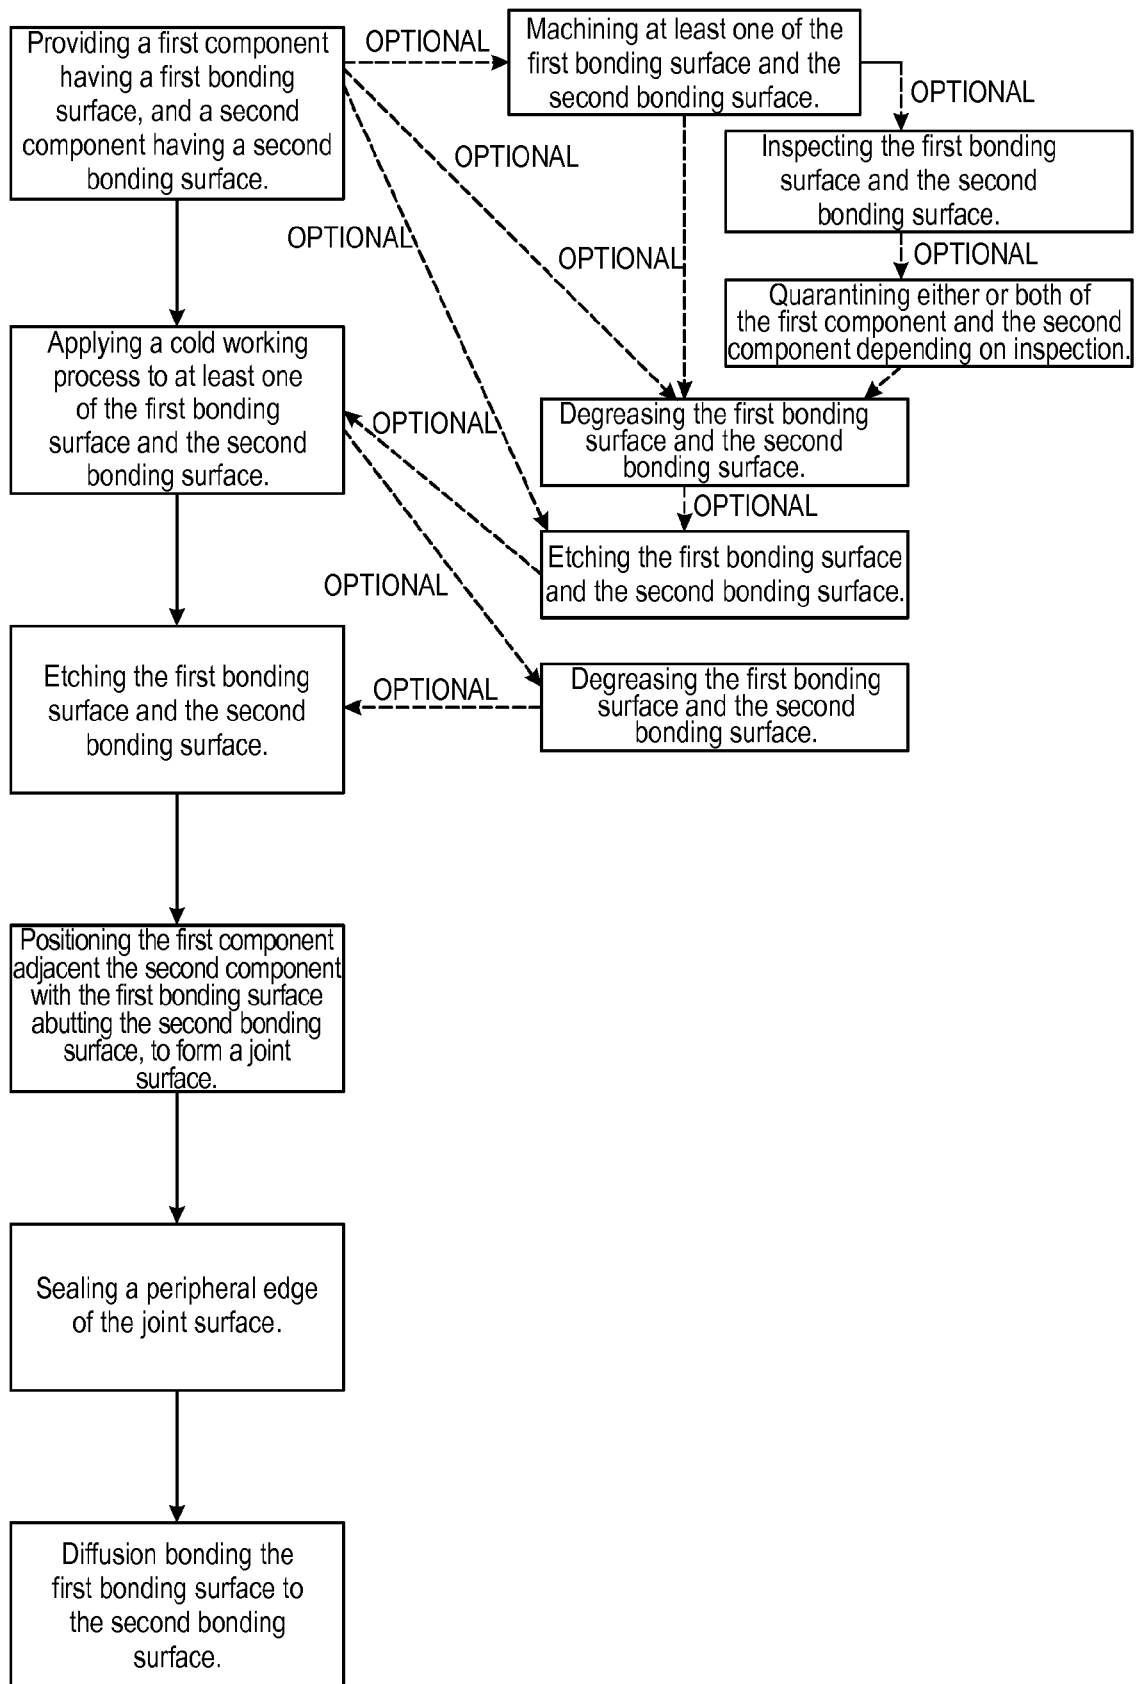 Providing a first component
having a first bonding
surface, and a second
component having a second
bonding surface.
OPTIONAL
Machining at least one of the
first bonding surface and the
second bonding surface.
OPTIONAL
OPTIONAL
Inspecting the first bonding
surface and the second
bonding surface.
OPTIONAL
OPTIONAL
OPTIONAL
Quarantining either or both of
the first component and the second
component depending on inspection.
Applying a cold working
process to at least one
of the first bonding
surface and the second
bonding surface.
OPTIONAL
Degreasing the first bonding
surface and the second
bonding surface.
OPTIONAL
Etching the first bonding surface
and the second bonding surface.
OPTIONAL
Etching the first bonding
surface and the second
bonding surface.
OPTIONAL
Degreasing the first bonding
surface and the second
bonding surface.
Positioning the first component
adjacent the second component
with the first bonding surface
abutting the second bonding
surface, to form a joint
surface.
Sealing a peripheral edge
of the joint surface.
Diffusion bonding the
first bonding surface to
the second bonding
surface.